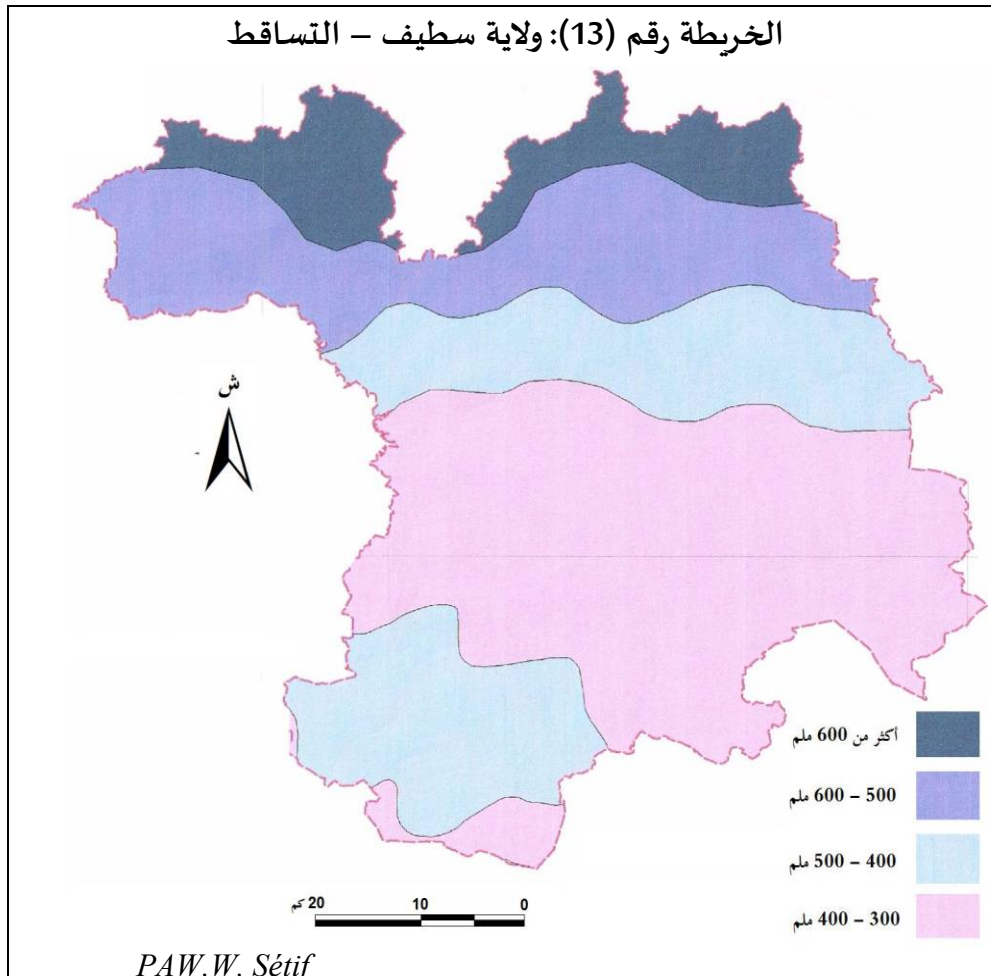 الخريطة رقم (13): ولاية سطيف – التساقط
ش
أكثر من 600 ملم
500 – 600 ملم
400 – 500 ملم
300 – 400 ملم
0 10 20 كم
PAW.W. Sétif